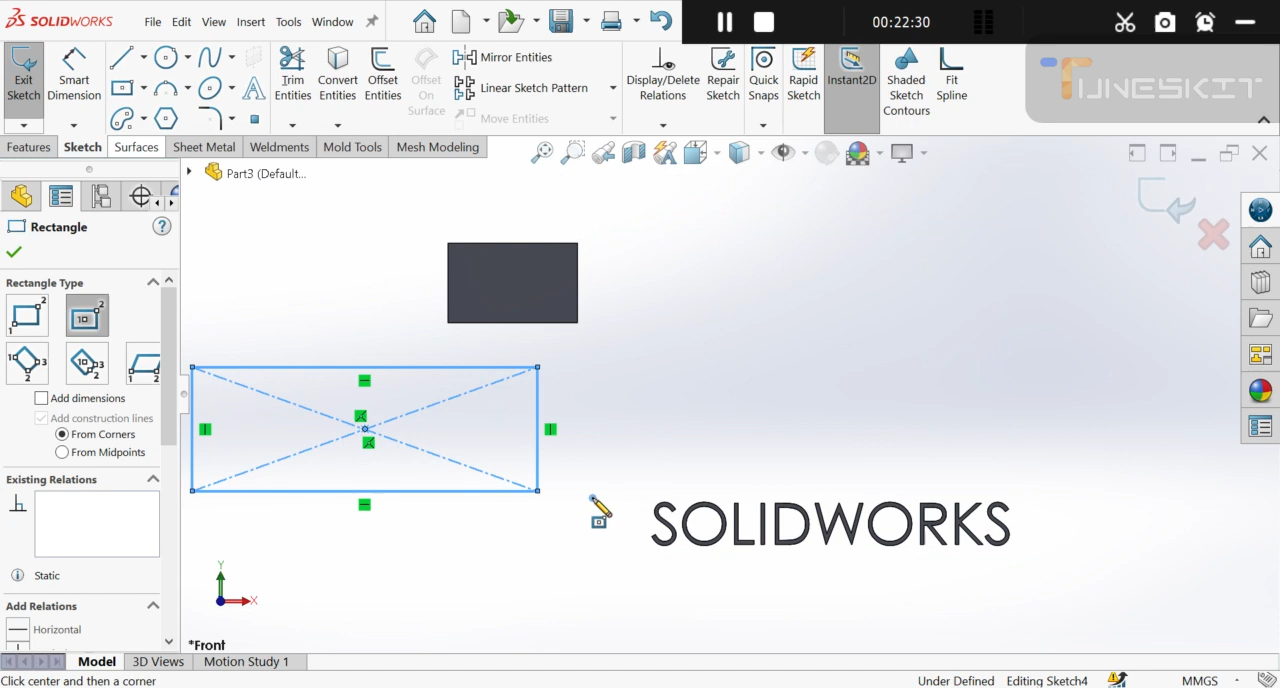 SOLIDWORKS File Edit View Insert Tools Window 00:22:30
TUNESKIT
Exit Sketch
Smart Dimension
Trim Entities
Convert Entities
Offset Entities
Offset On Surface
Mirror Entities
Linear Sketch Pattern
Move Entities
Display/Delete Relations
Repair Sketch
Quick Snaps
Rapid Sketch
Instant2D
Shaded Sketch Contours
Fit Spline
Features Sketch Surfaces Sheet Metal Weldments Mold Tools Mesh Modeling
Part3 (Default...
Rectangle
Rectangle Type
Add dimensions
Add construction lines
From Corners
From Midpoints
Existing Relations
Static
Add Relations
Horizontal
SOLIDWORKS
Y
X
*Front
Model 3D Views Motion Study 1
Click center and then a corner Under Defined Editing Sketch4 MMGS